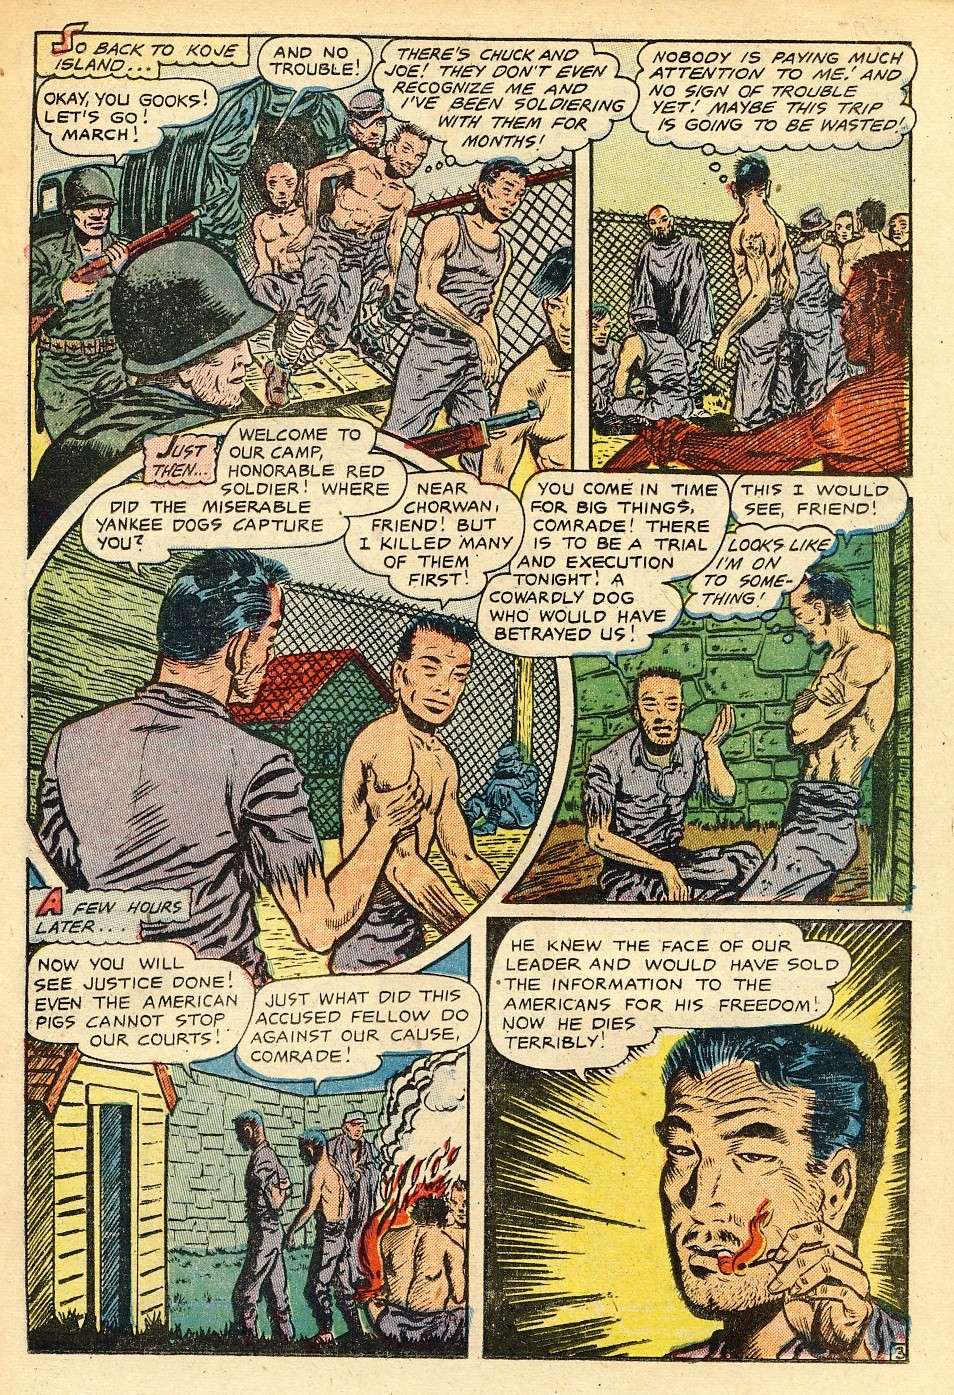 SO BACK TO KOJE
ISLAND...
OKAY, YOU GOOKS!
LET'S GO!
MARCH!
AND NO
TROUBLE!
THERE'S CHUCK AND
JOE! THEY DON'T EVEN
RECOGNIZE ME AND
I'VE BEEN SOLDIERING
WITH THEM FOR
MONTHS!
NOBODY IS PAYING MUCH
ATTENTION TO ME, AND
NO SIGN OF TROUBLE
YET! MAYBE THIS TRIP
IS GOING TO BE WASTED!
JUST
THEN...
WELCOME TO
OUR CAMP,
HONORABLE RED
SOLDIER! WHERE
DID THE MISERABLE
YANKEE DOGS CAPTURE
YOU?
NEAR
CHORWAN,
FRIEND! BUT
I KILLED MANY
OF THEM
FIRST!
YOU COME IN TIME
FOR BIG THINGS,
COMRADE! THERE
IS TO BE A TRIAL
AND EXECUTION
TONIGHT! A
COWARDLY DOG
WHO WOULD HAVE
BETRAYED US!
THIS I WOULD
SEE, FRIEND!
LOOKS LIKE
I'M ON
TO SOME-
THING!
A FEW HOURS
LATER...
NOW YOU WILL
SEE JUSTICE DONE!
EVEN THE AMERICAN
PIGS CANNOT STOP
OUR COURTS!
JUST WHAT DID THIS
ACCUSED FELLOW DO
AGAINST OUR CAUSE,
COMRADE!
HE KNEW THE FACE OF OUR
LEADER AND WOULD HAVE SOLD
THE INFORMATION TO THE
AMERICANS FOR HIS FREEDOM!
NOW HE DIES
TERRIBLY!
3